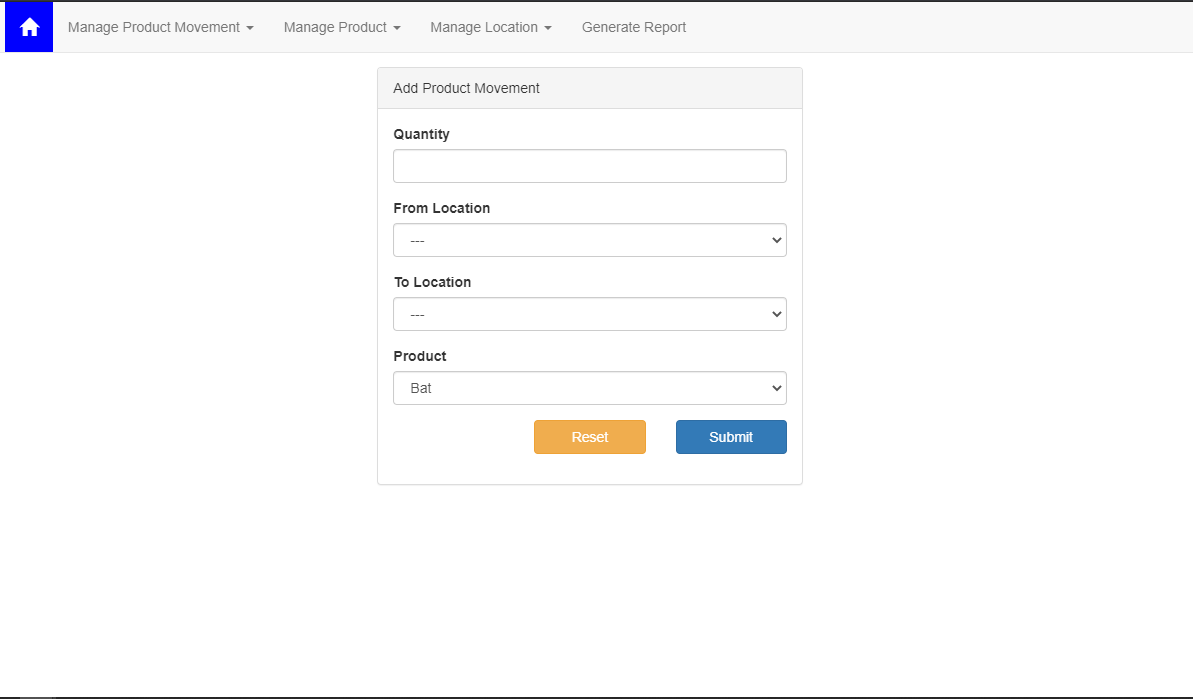 Manage Product Movement Manage Product Manage Location Generate Report
Add Product Movement
Quantity
From Location
---
To Location
---
Product
Bat
Reset Submit